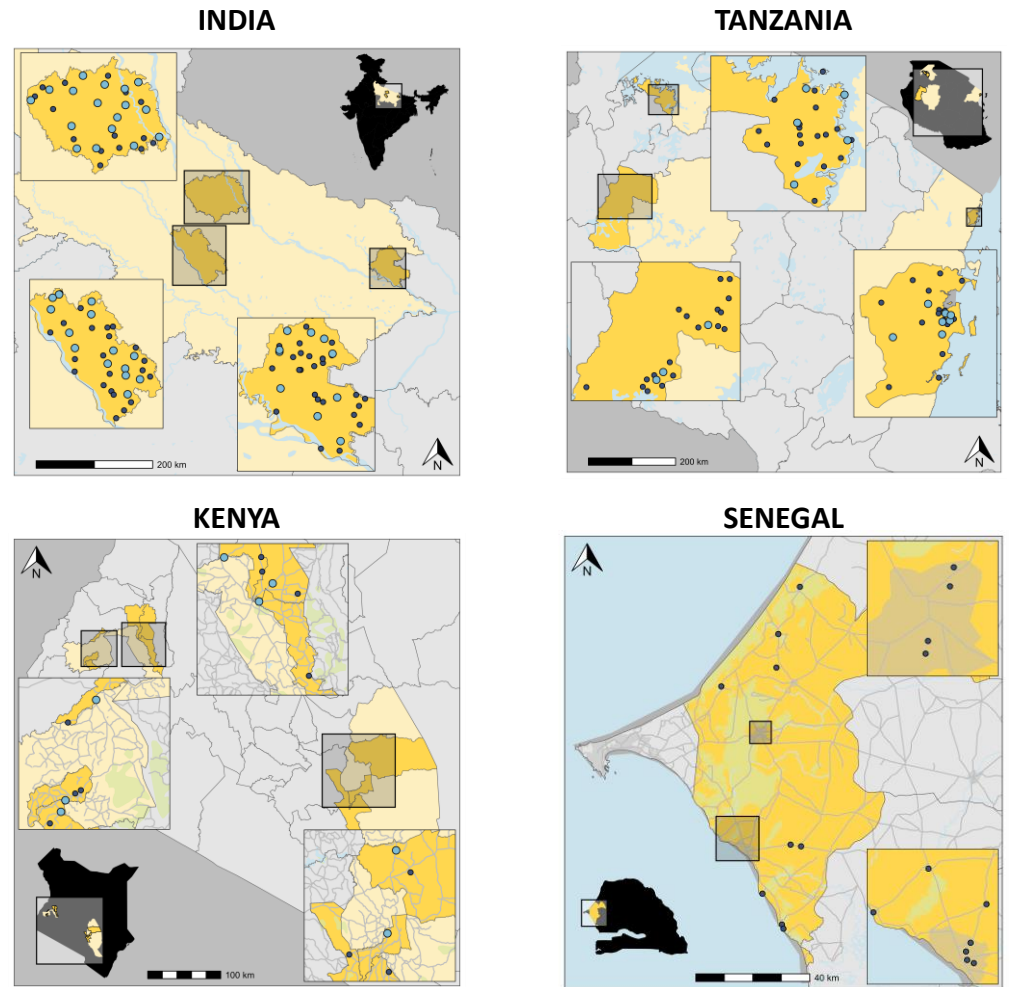 INDIA
TANZANIA
N
200 km
N
200 km
KENYA
SENEGAL
N
N
100 km
40 km